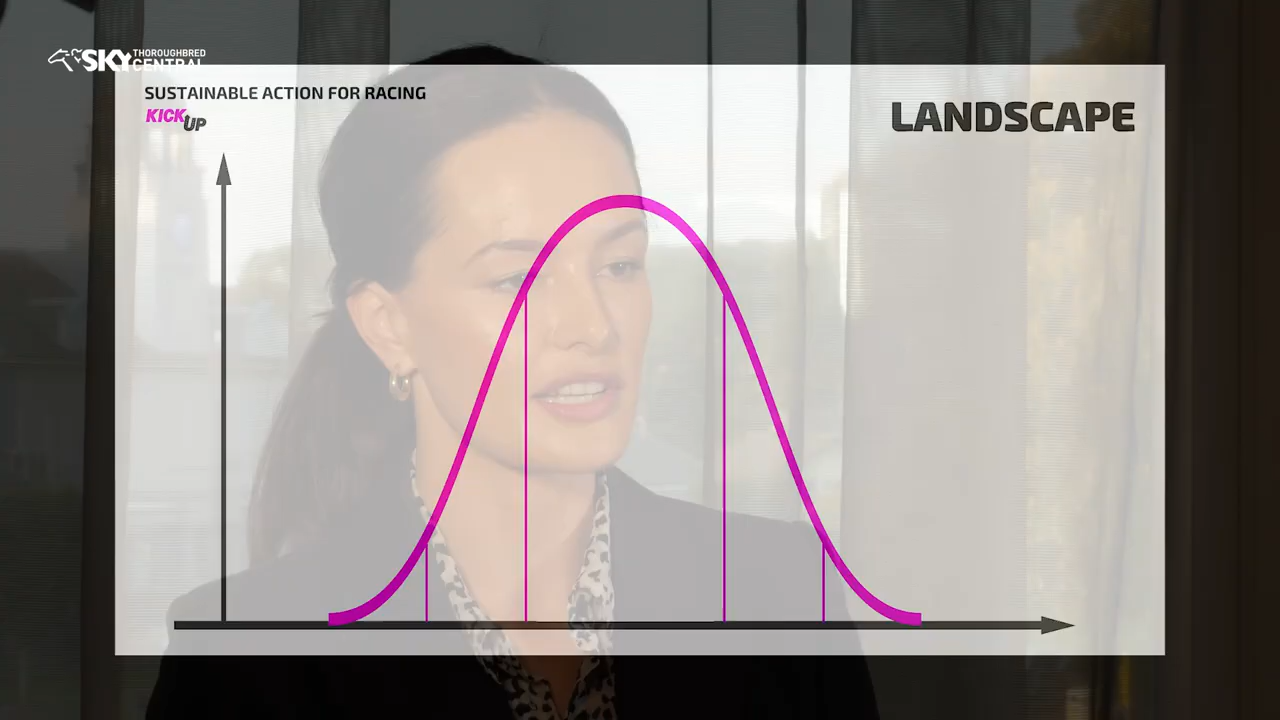 SKY THOROUGHBRED
CENTRAL
SUSTAINABLE ACTION FOR RACING
KICK UP
LANDSCAPE